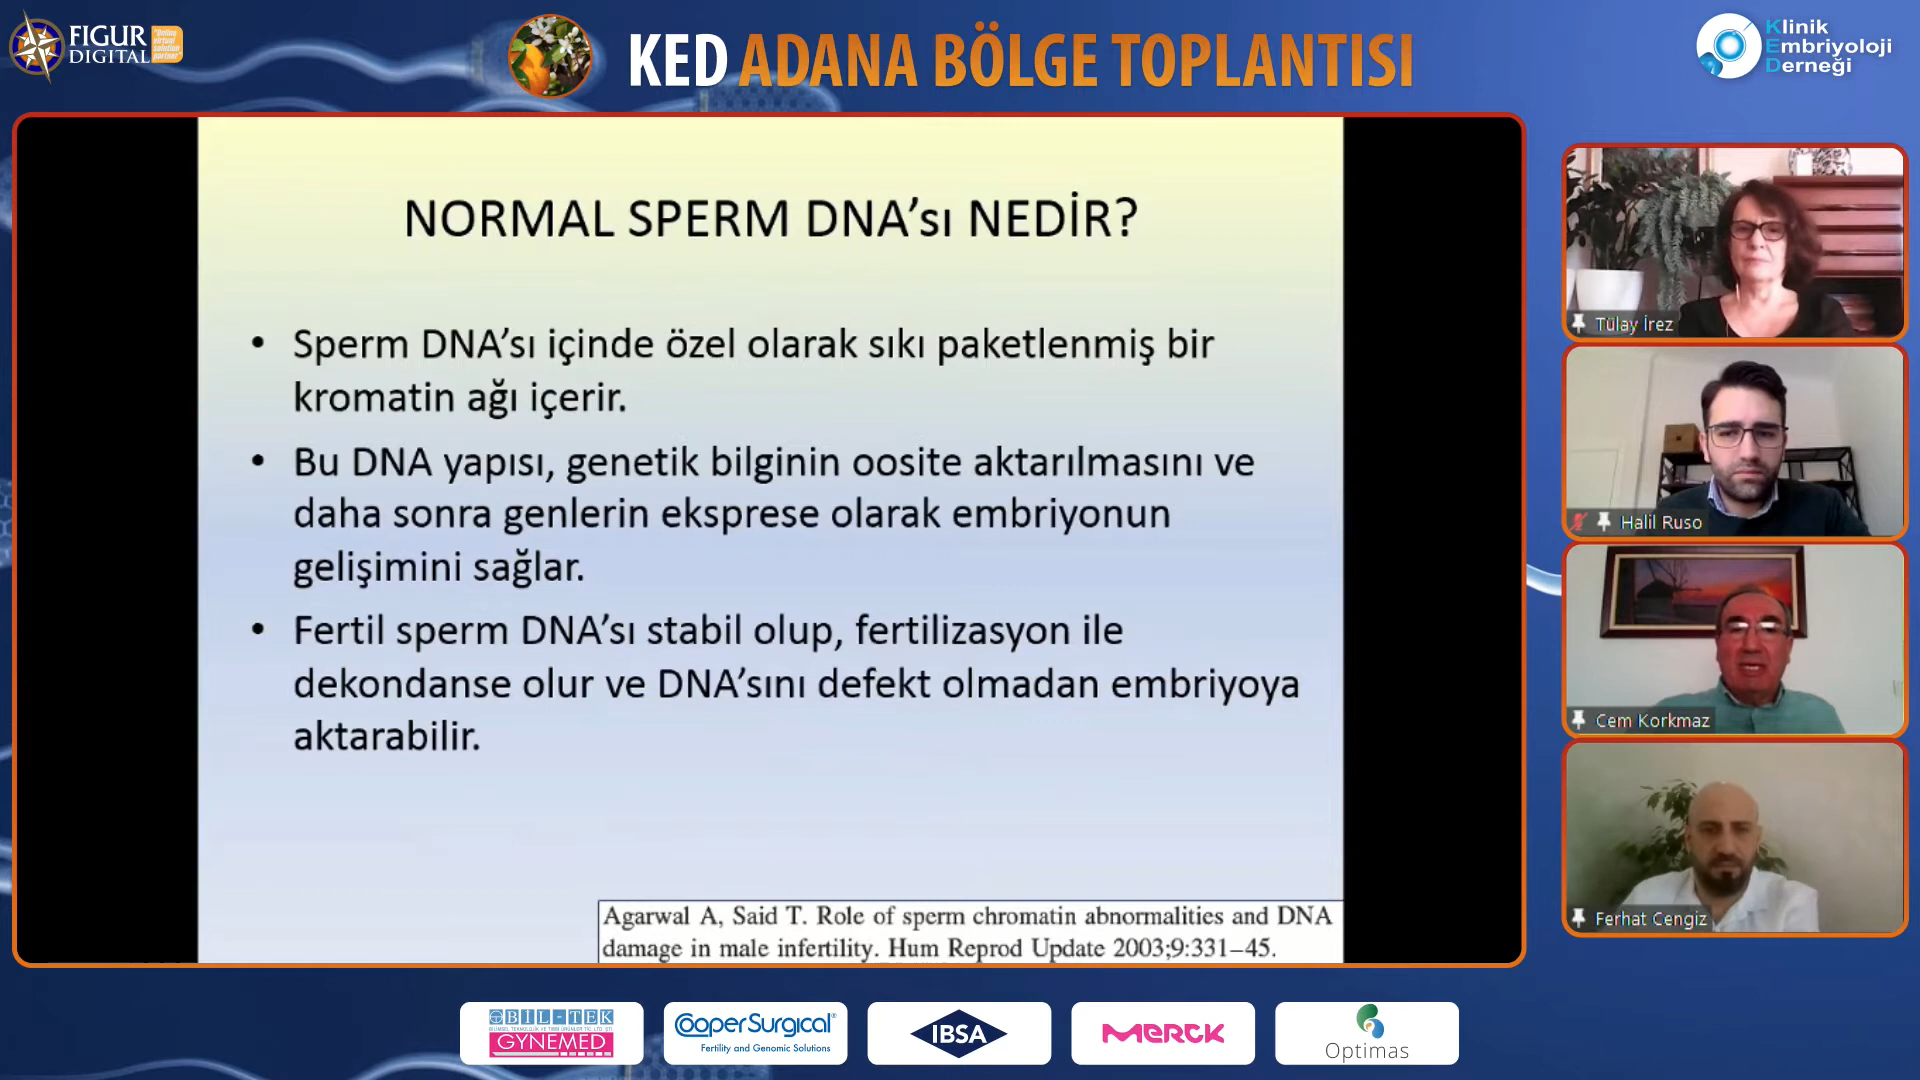 FIGUR
DIGITAL
"Online
virtual
solution
partner"
KED ADANA BÖLGE TOPLANTISI
Klinik
Embriyoloji
Derneği
NORMAL SPERM DNA’sı NEDİR?
• Sperm DNA’sı içinde özel olarak sıkı paketlenmiş bir
kromatin ağı içerir.
• Bu DNA yapısı, genetik bilginin oosite aktarılmasını ve
daha sonra genlerin eksprese olarak embriyonun
gelişimini sağlar.
• Fertil sperm DNA’sı stabil olup, fertilizasyon ile
dekondanse olur ve DNA’sını defekt olmadan embriyoya
aktarabilir.
Agarwal A, Said T. Role of sperm chromatin abnormalities and DNA
damage in male infertility. Hum Reprod Update 2003;9:331–45.
Tülay İrez
Halil Ruso
Cem Korkmaz
Ferhat Cengiz
BİL-TEK
GYNEMED
CooperSurgical®
Fertility and Genomic Solutions
IBSA
MERCK
Optimas